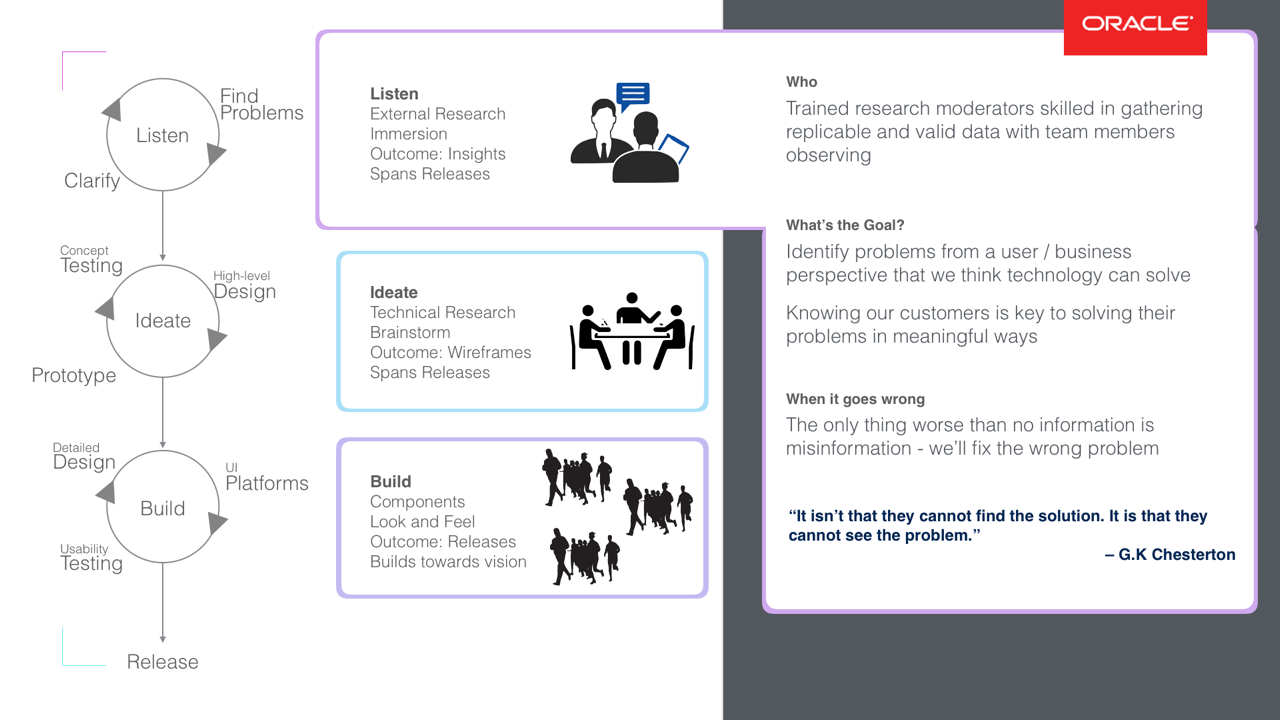 ORACLE
Find
Problems
Listen
Clarify
Concept
Testing
High-level
Design
Ideate
Prototype
Detailed
Design
UI
Platforms
Build
Usability
Testing
Release
Listen
External Research
Immersion
Outcome: Insights
Spans Releases
Ideate
Technical Research
Brainstorm
Outcome: Wireframes
Spans Releases
Build
Components
Look and Feel
Outcome: Releases
Builds towards vision
Who
Trained research moderators skilled in gathering
replicable and valid data with team members
observing
What’s the Goal?
Identify problems from a user / business
perspective that we think technology can solve
Knowing our customers is key to solving their
problems in meaningful ways
When it goes wrong
The only thing worse than no information is
misinformation - we’ll fix the wrong problem
“It isn’t that they cannot find the solution. It is that they
cannot see the problem.”
– G.K Chesterton